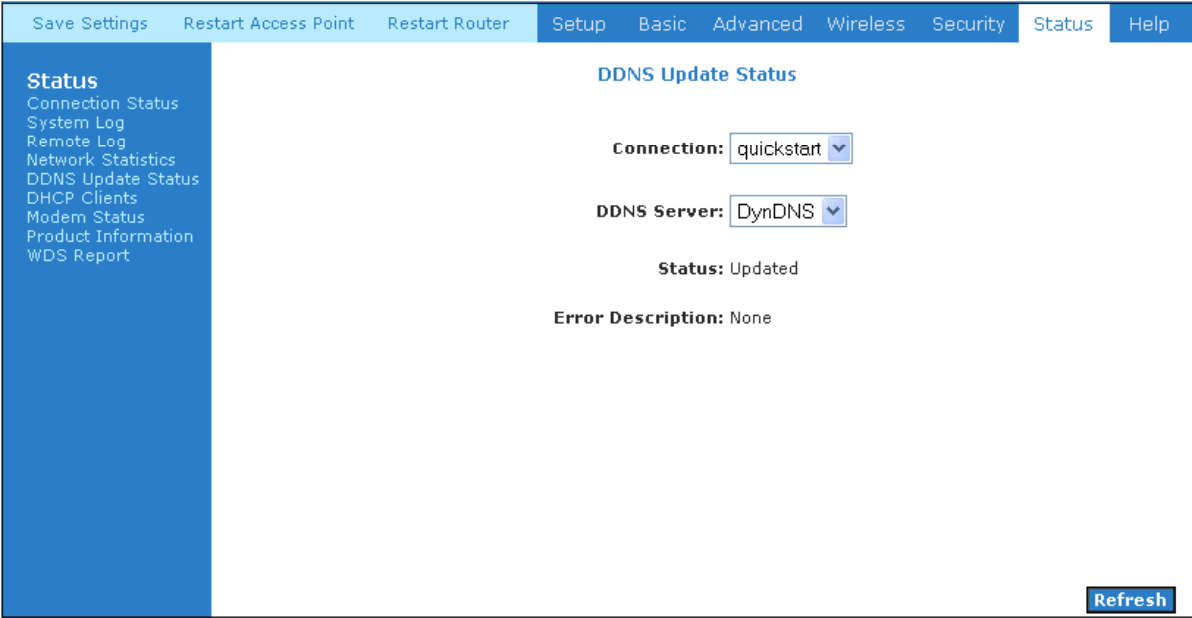 Save Settings Restart Access Point Restart Router Setup Basic Advanced Wireless Security Status Help
Status
Connection Status
System Log
Remote Log
Network Statistics
DDNS Update Status
DHCP Clients
Modem Status
Product Information
WDS Report
DDNS Update Status
Connection: quickstart
DDNS Server: DynDNS
Status: Updated
Error Description: None
Refresh